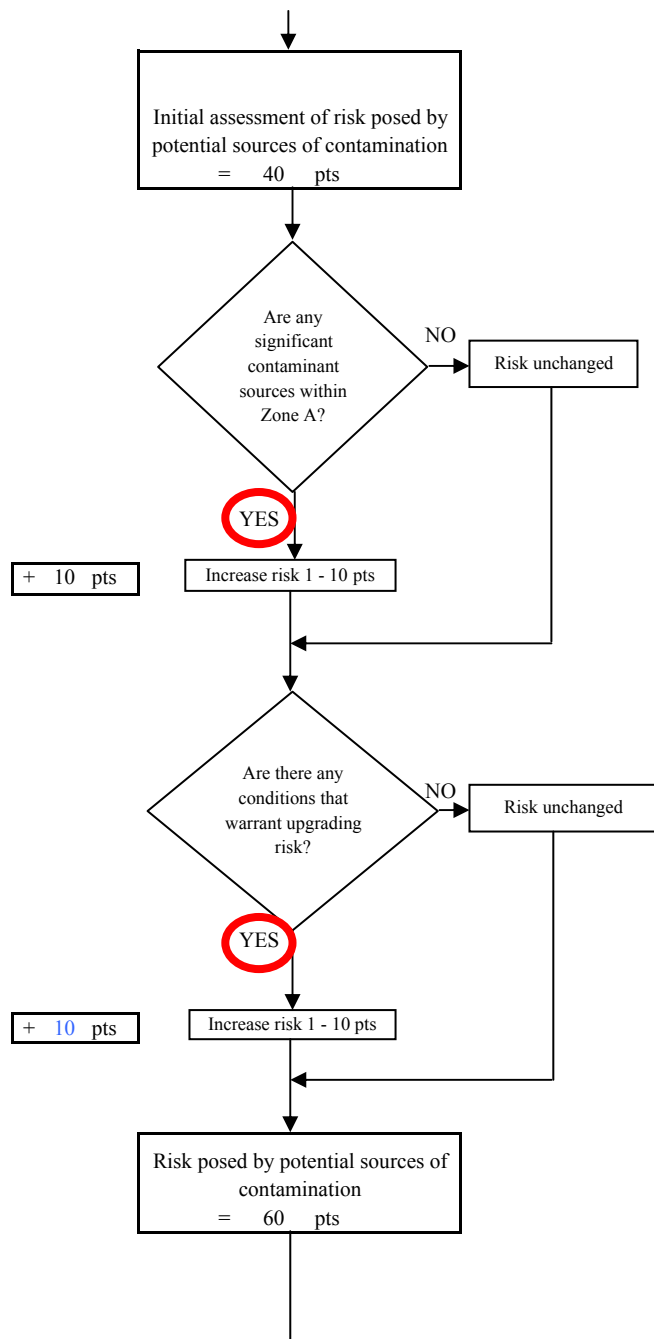 Initial assessment of risk posed by
potential sources of contamination
= 40 pts
Are any
significant
contaminant
sources within
Zone A?
NO
Risk unchanged
YES
+ 10 pts
Increase risk 1 - 10 pts
Are there any
conditions that
warrant upgrading
risk?
NO
Risk unchanged
YES
+ 10 pts
Increase risk 1 - 10 pts
Risk posed by potential sources of
contamination
= 60 pts